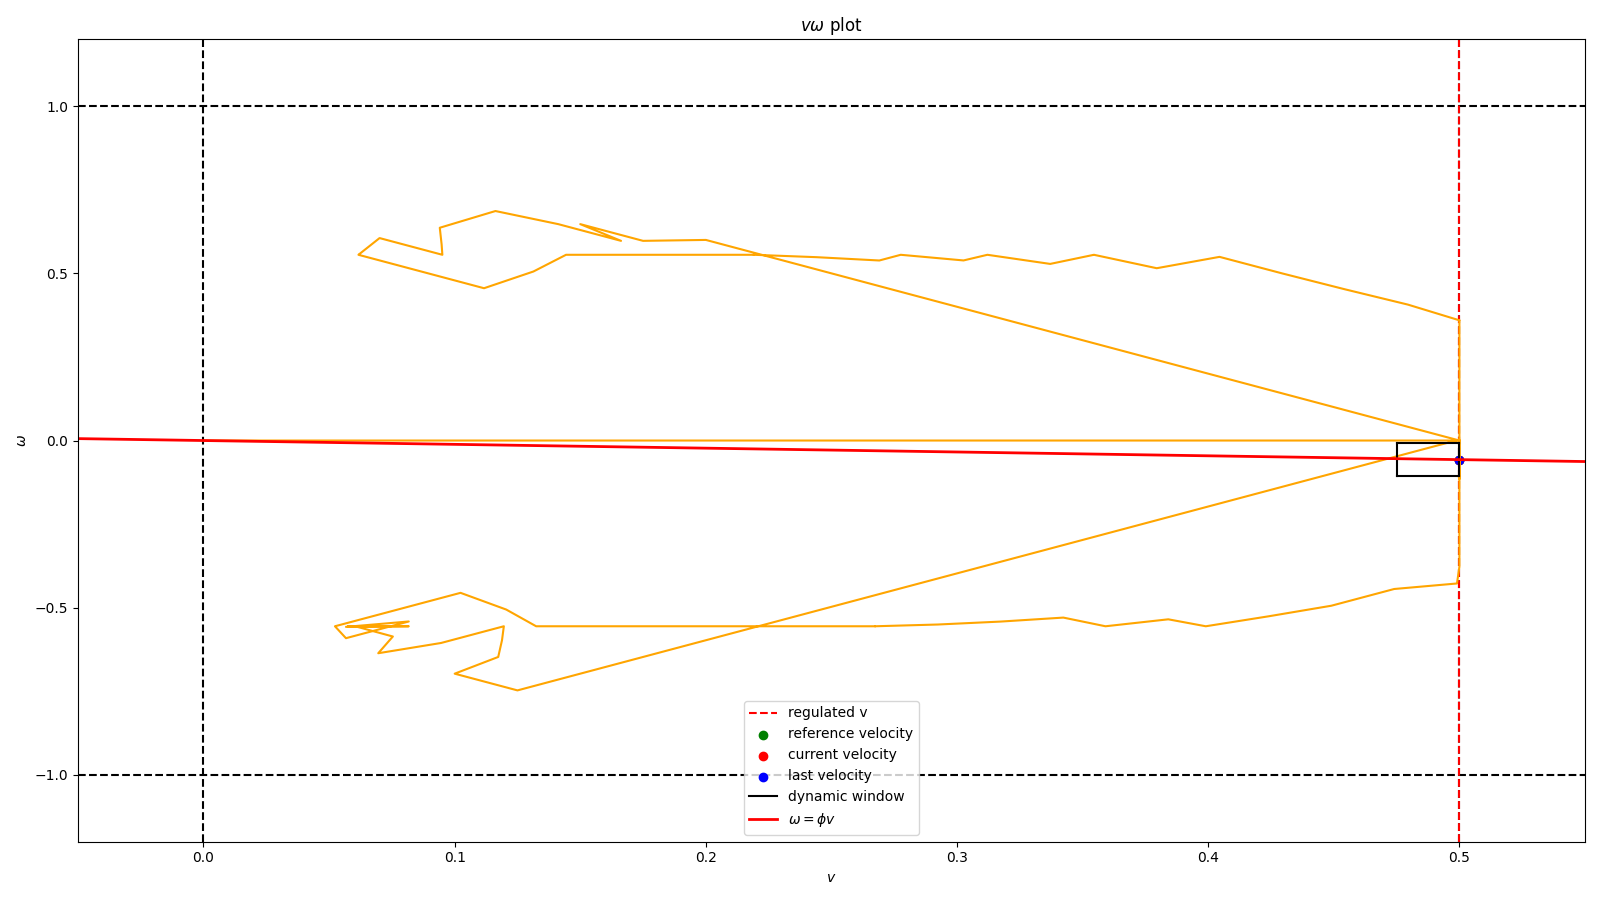 vω plot
1.0
0.5
0.0
−0.5
−1.0
ω
regulated v
reference velocity
current velocity
last velocity
dynamic window
ω = ϕv
0.0 0.1 0.2 0.3 0.4 0.5
v